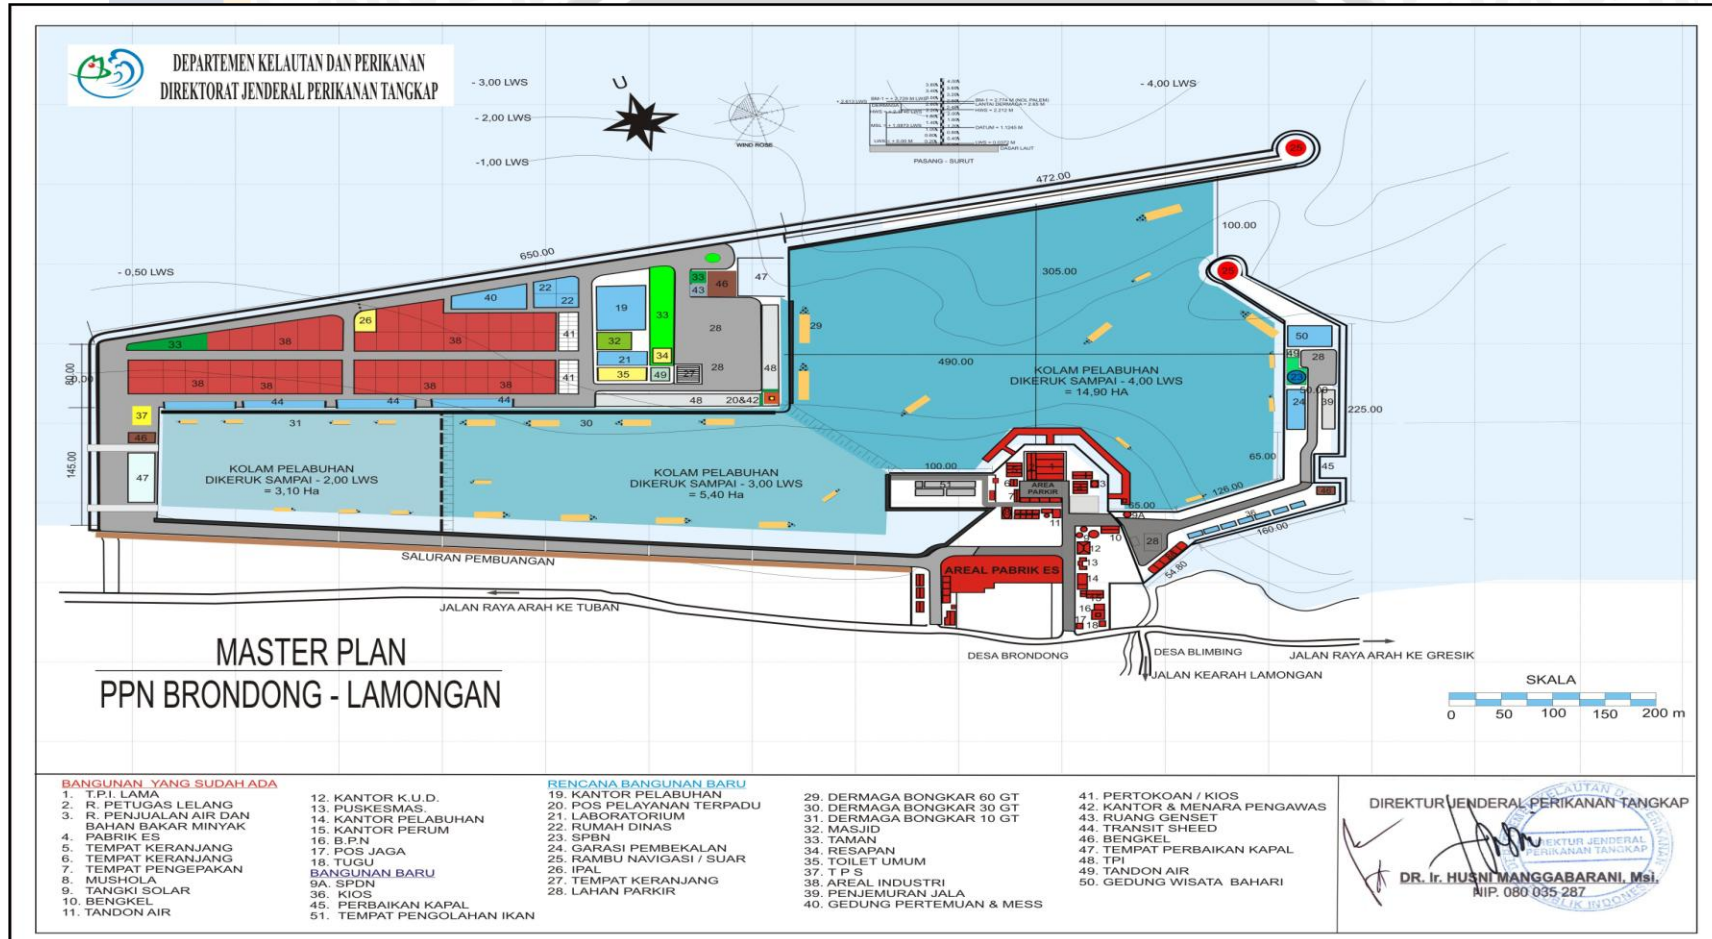 DEPARTEMEN KELAUTAN DAN PERIKANAN
DIREKTORAT JENDERAL PERIKANAN TANGKAP
- 3,00 LWS
- 2,00 LWS
-1,00 LWS
- 0,50 LWS
- 4,00 LWS
U
WIND ROSE
DATUM = 1.1245 M
DASAR LAUT
PASANG - SURUT
472.00
650.00
100.00
305.00
490.00
KOLAM PELABUHAN
DIKERUK SAMPAI - 4,00 LWS
= 14,90 HA
225.00
80.00
145.00
65.00
126.00
160.00
54.80
100.00
KOLAM PELABUHAN
DIKERUK SAMPAI - 2,00 LWS
= 3,10 Ha
KOLAM PELABUHAN
DIKERUK SAMPAI - 3,00 LWS
= 5,40 Ha
AREA
PARKIR
AREAL PABRIK ES
SALURAN PEMBUANGAN
JALAN RAYA ARAH KE TUBAN
DESA BRONDONG
DESA BLIMBING
JALAN RAYA ARAH KE GRESIK
JALAN KEARAH LAMONGAN
MASTER PLAN
PPN BRONDONG - LAMONGAN
SKALA
0 50 100 150 200 m
BANGUNAN YANG SUDAH ADA
1. T.P.I. LAMA
2. R. PETUGAS LELANG
3. R. PENJUALAN AIR DAN
BAHAN BAKAR MINYAK
4. PABRIK ES
5. TEMPAT KERANJANG
6. TEMPAT KERANJANG
7. TEMPAT PENGEPAKAN
8. MUSHOLA
9. TANGKI SOLAR
10. BENGKEL
11. TANDON AIR
12. KANTOR K.U.D.
13. PUSKESMAS.
14. KANTOR PELABUHAN
15. KANTOR PERUM
16. B.P.N
17. POS JAGA
18. TUGU
BANGUNAN BARU
9A. SPDN
36. KIOS
45. PERBAIKAN KAPAL
51. TEMPAT PENGOLAHAN IKAN
RENCANA BANGUNAN BARU
19. KANTOR PELABUHAN
20. POS PELAYANAN TERPADU
21. LABORATORIUM
22. RUMAH DINAS
23. SPBN
24. GARASI PEMBEKALAN
25. RAMBU NAVIGASI / SUAR
26. IPAL
27. TEMPAT KERANJANG
28. LAHAN PARKIR
29. DERMAGA BONGKAR 60 GT
30. DERMAGA BONGKAR 30 GT
31. DERMAGA BONGKAR 10 GT
32. MASJID
33. TAMAN
34. RESAPAN
35. TOILET UMUM
37. T P S
38. AREAL INDUSTRI
39. PENJEMURAN JALA
40. GEDUNG PERTEMUAN & MESS
41. PERTOKOAN / KIOS
42. KANTOR & MENARA PENGAWAS
43. RUANG GENSET
44. TRANSIT SHEED
46. BENGKEL
47. TEMPAT PERBAIKAN KAPAL
48. TPI
49. TANDON AIR
50. GEDUNG WISATA BAHARI
DIREKTUR JENDERAL PERIKANAN TANGKAP
DIREKTUR JENDERAL
PERIKANAN TANGKAP
DR. Ir. HUSNI MANGGABARANI, Msi.
NIP. 080 035 287